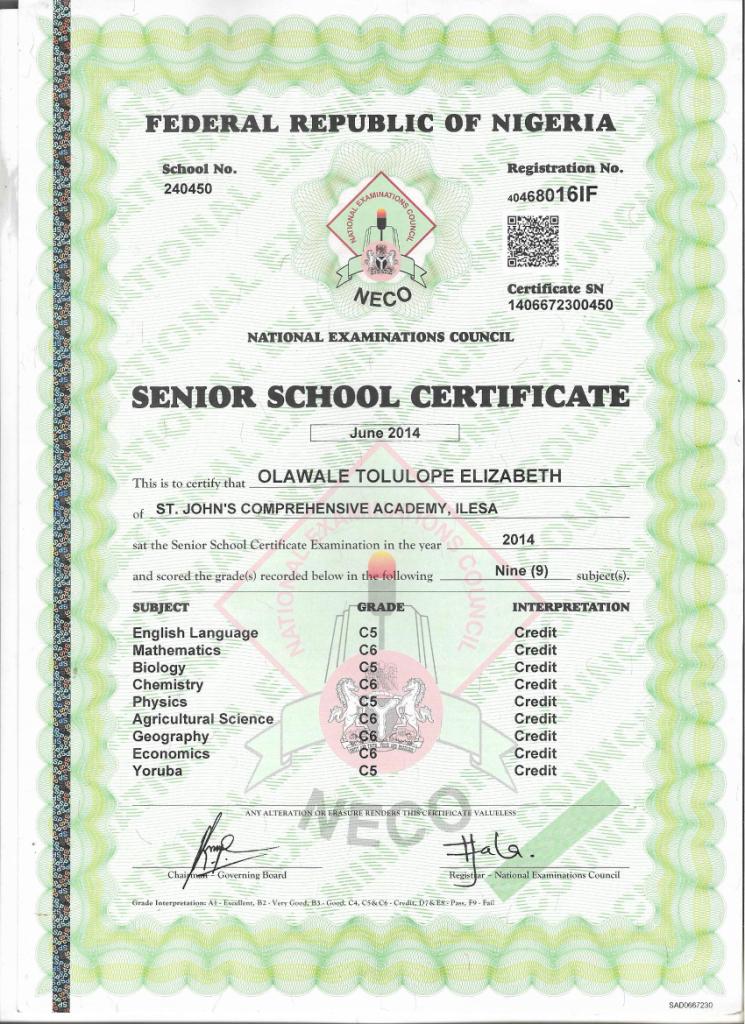 FEDERAL REPUBLIC OF NIGERIA
School No.
240450
Registration No.
40468016IF
NATIONAL EXAMINATIONS COUNCIL
NECO
Certificate SN
1406672300450
NATIONAL EXAMINATIONS COUNCIL
SENIOR SCHOOL CERTIFICATE
June 2014
This is to certify that OLAWALE TOLULOPE ELIZABETH
of ST. JOHN'S COMPREHENSIVE ACADEMY, ILESA
sat the Senior School Certificate Examination in the year 2014
and scored the grade(s) recorded below in the following Nine (9) subject(s).
SUBJECT GRADE INTERPRETATION
English Language C5 Credit
Mathematics C6 Credit
Biology C5 Credit
Chemistry C6 Credit
Physics C5 Credit
Agricultural Science C6 Credit
Geography C6 Credit
Economics C6 Credit
Yoruba C5 Credit
NATIONAL EXAMINATIONS COUNCIL
NECO
ANY ALTERATION OR ERASURE RENDERS THIS CERTIFICATE VALUELESS
Chairman - Governing Board
Registrar – National Examinations Council
Grade Interpretation: A1 - Excellent, B2 - Very Good, B3 - Good, C4, C5 & C6 - Credit, D7 & E8 - Pass, F9 - Fail
SAD0667230